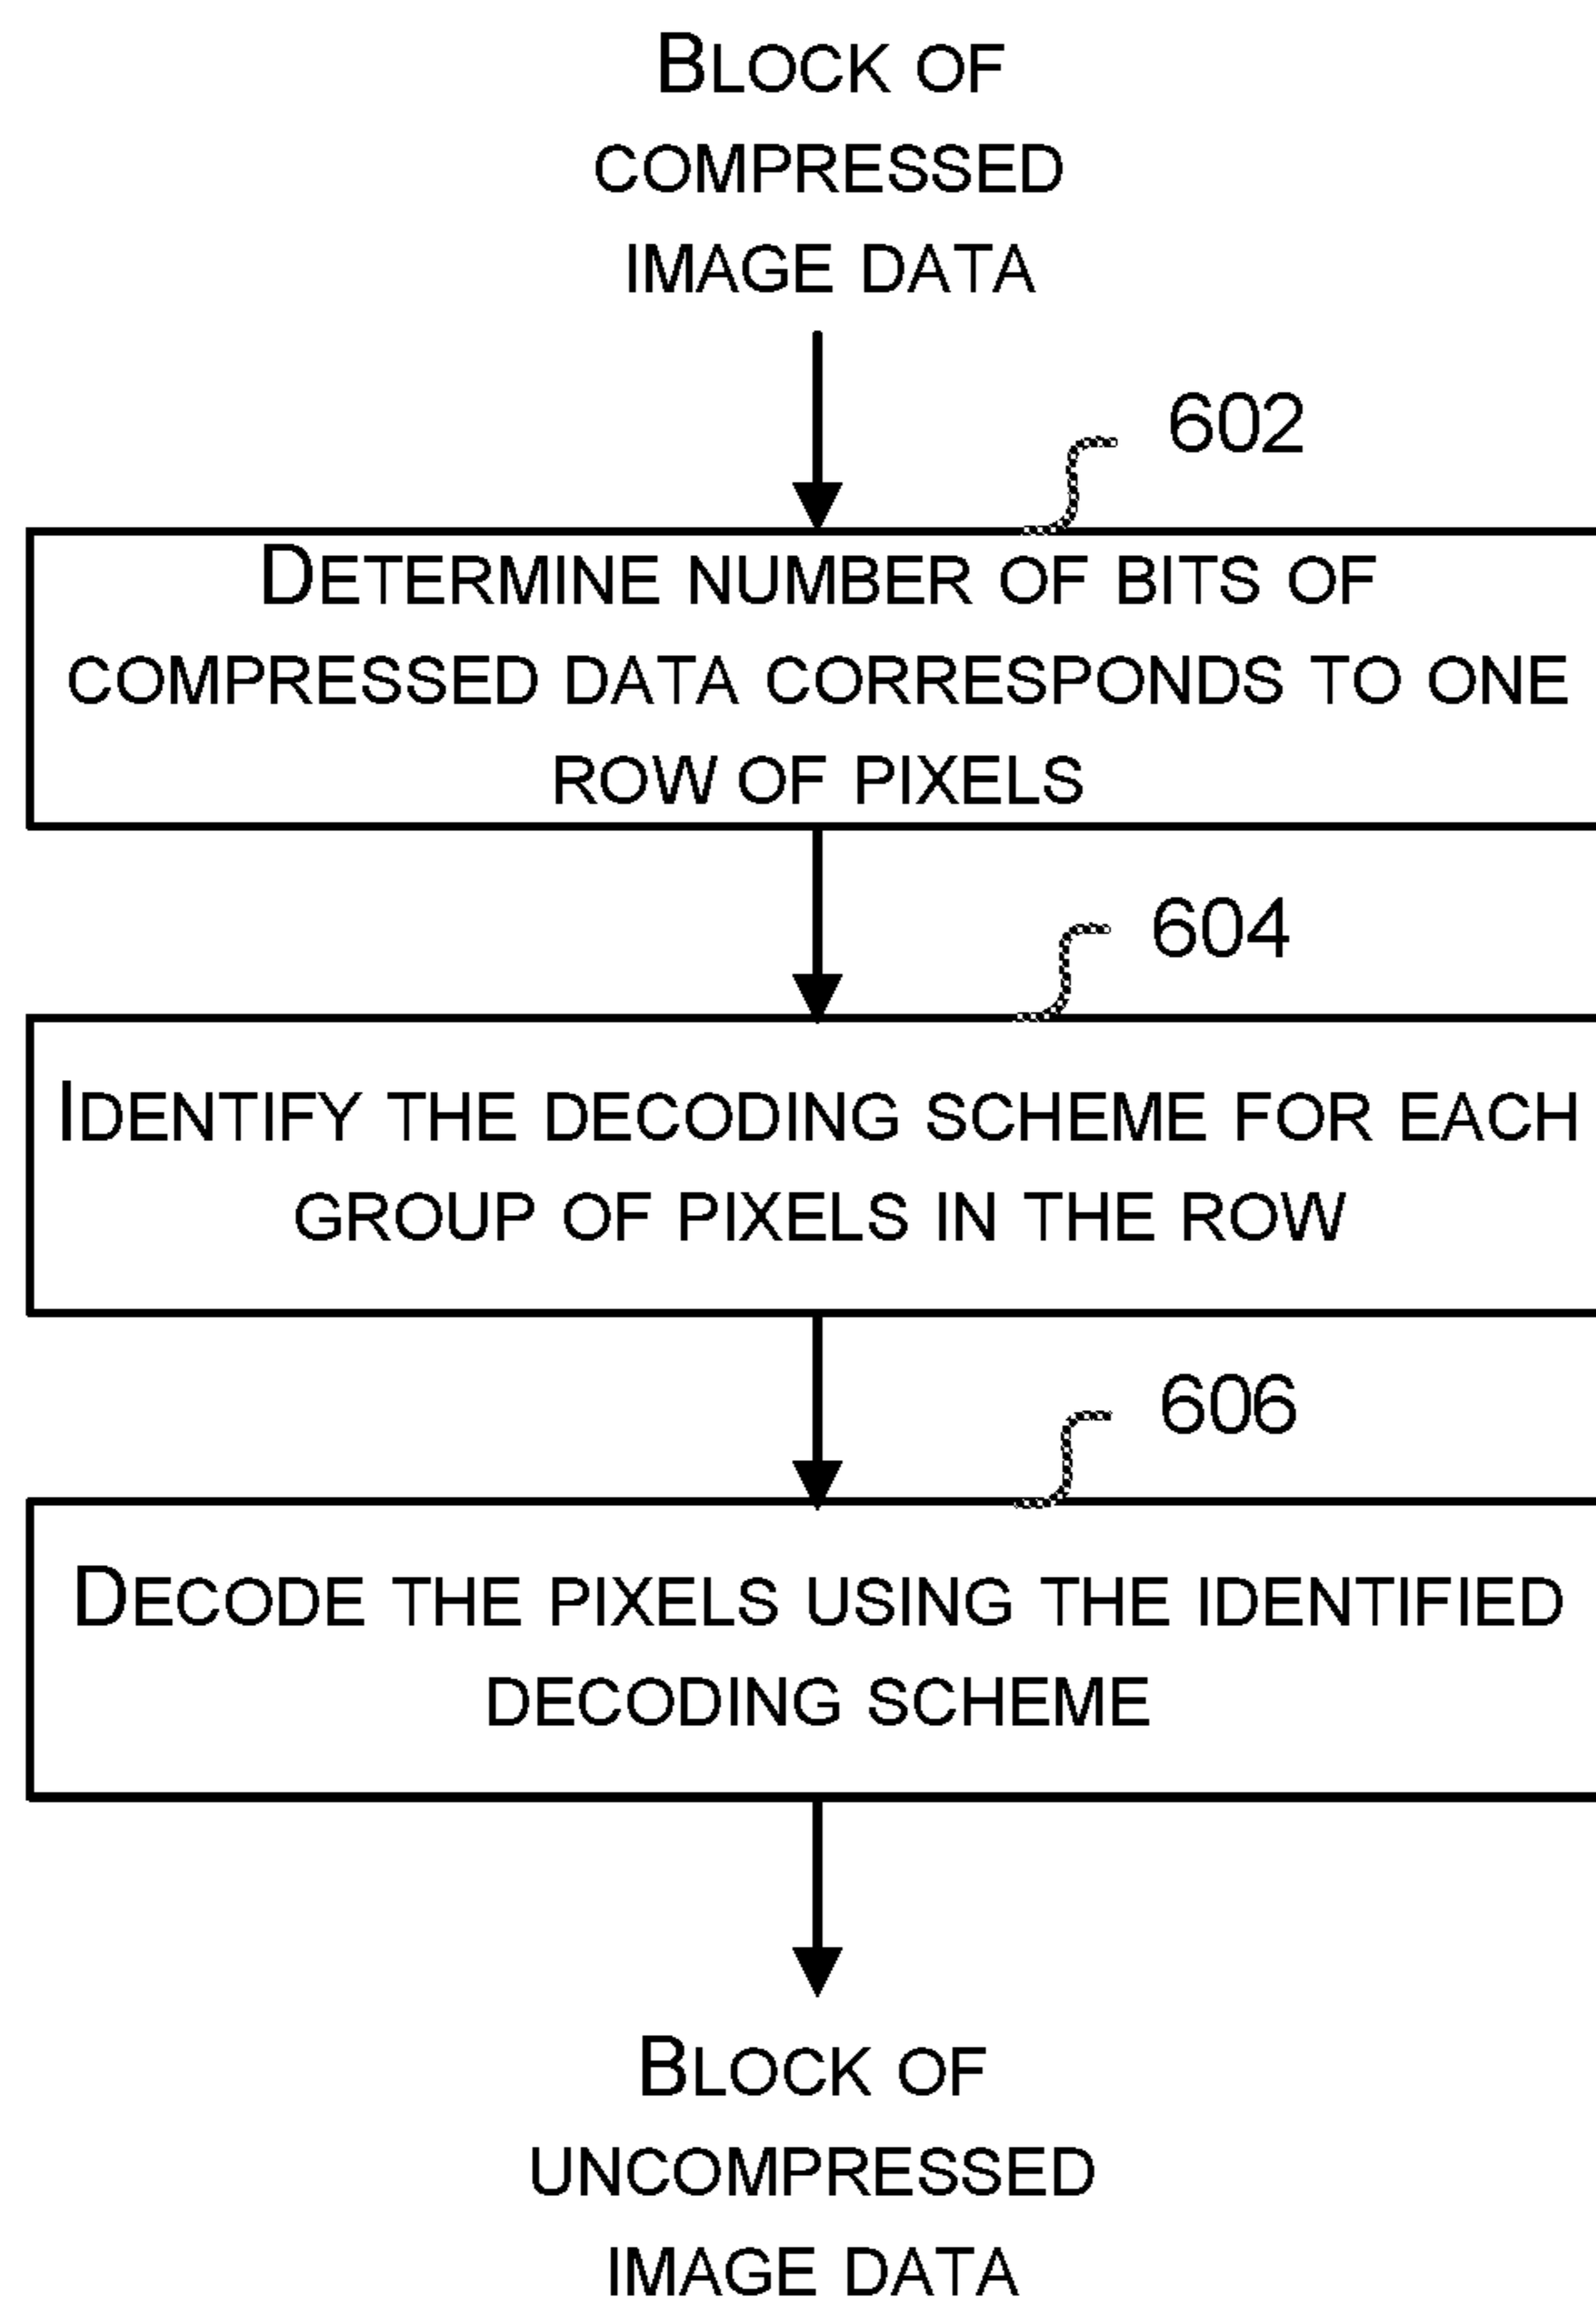 BLOCK OF
COMPRESSED
IMAGE DATA
602
DETERMINE NUMBER OF BITS OF
COMPRESSED DATA CORRESPONDS TO ONE
ROW OF PIXELS
604
IDENTIFY THE DECODING SCHEME FOR EACH
GROUP OF PIXELS IN THE ROW
606
DECODE THE PIXELS USING THE IDENTIFIED
DECODING SCHEME
BLOCK OF
UNCOMPRESSED
IMAGE DATA